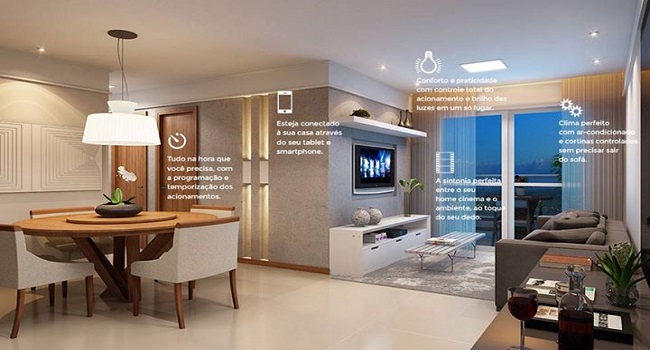 Tudo na hora que
você precisa, com
a programação e
temporização dos
acionamentos.
Esteja conectado
à sua casa através
do seu tablet e
smartphone.
Conforto e praticidade
com controle total do
acionamento e brilho das
luzes em um só lugar.
A sintonia perfeita
entre o seu
home cinema e o
ambiente, ao toque
do seu dedo.
Clima perfeito
com ar-condicionado
e cortinas controlados
sem precisar sair
do sofá.